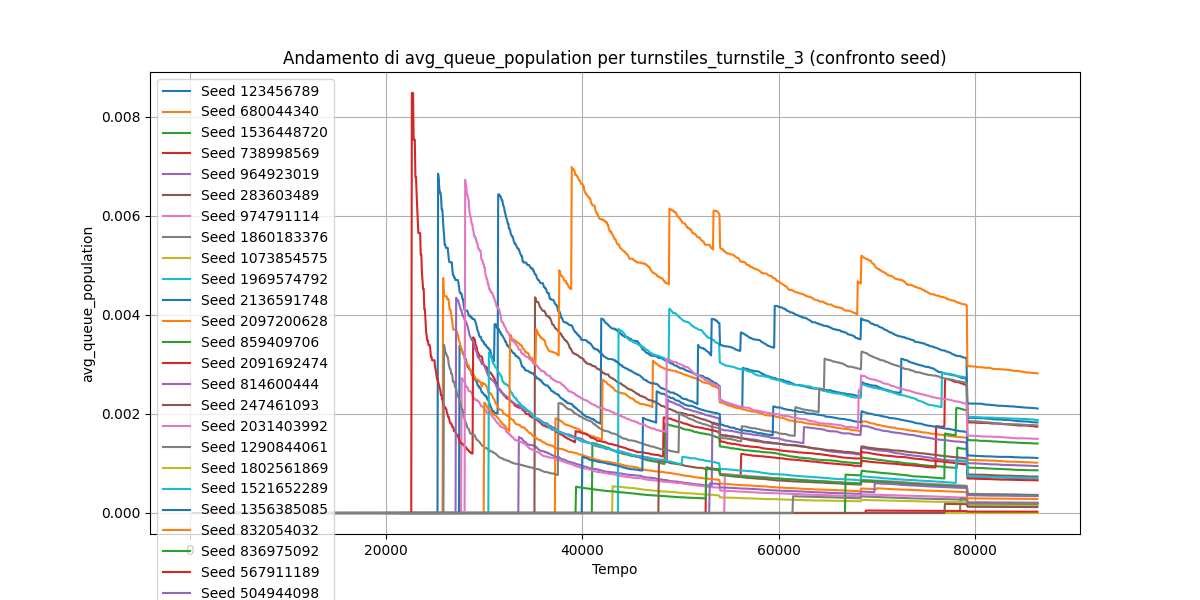 Andamento di avg_queue_population per turnstiles_turnstile_3 (confronto seed)
avg_queue_population
0.008
0.006
0.004
0.002
0.000
Seed 123456789
Seed 680044340
Seed 1536448720
Seed 738998569
Seed 964923019
Seed 283603489
Seed 974791114
Seed 1860183376
Seed 1073854575
Seed 1969574792
Seed 2136591748
Seed 2097200628
Seed 859409706
Seed 2091692474
Seed 814600444
Seed 247461093
Seed 2031403992
Seed 1290844061
Seed 1802561869
Seed 1521652289
Seed 1356385085
Seed 832054032
Seed 836975092
Seed 567911189
Seed 504944098
0
20000
40000
60000
80000
Tempo